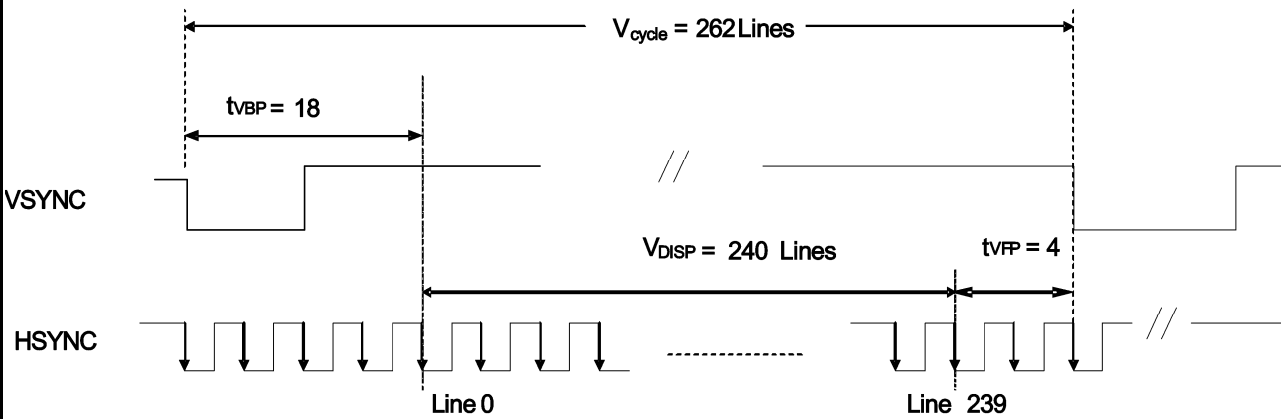 Vcycle = 262 Lines
tVBP = 18
VSYNC
VDISP = 240 Lines
tVFP = 4
HSYNC
Line 0
Line 239